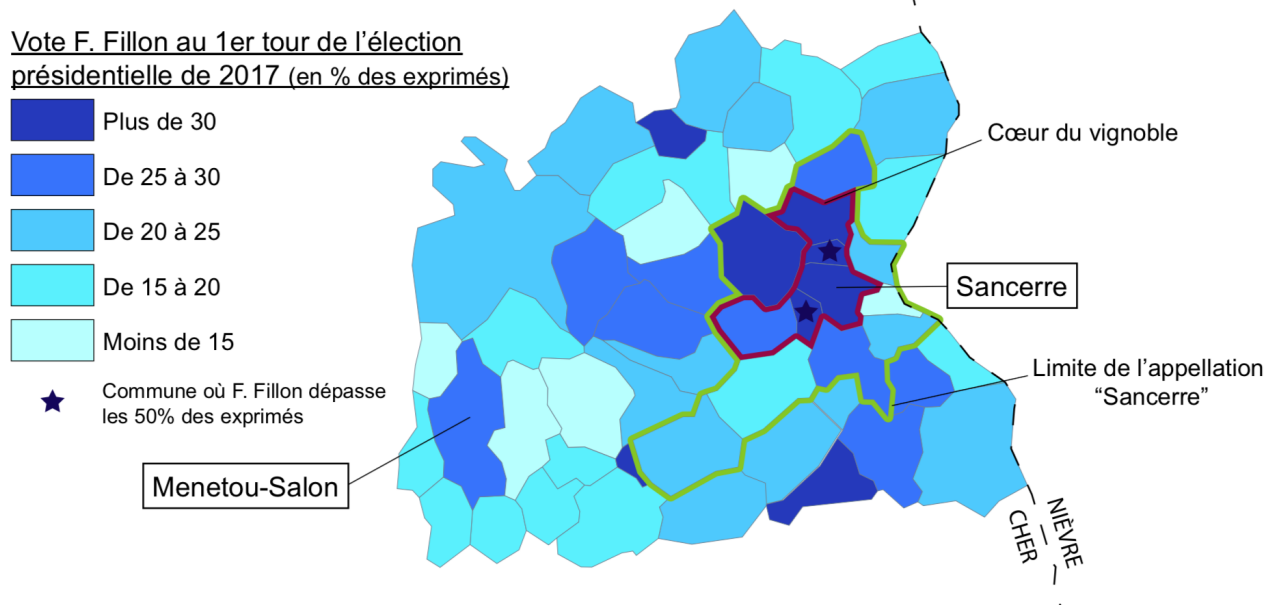 Vote F. Fillon au 1er tour de l’élection
présidentielle de 2017 (en % des exprimés)
Plus de 30
De 25 à 30
De 20 à 25
De 15 à 20
Moins de 15
Commune où F. Fillon dépasse
les 50% des exprimés
Cœur du vignoble
Sancerre
Limite de l’appellation
“Sancerre”
Menetou-Salon
NIÈVRE
CHER